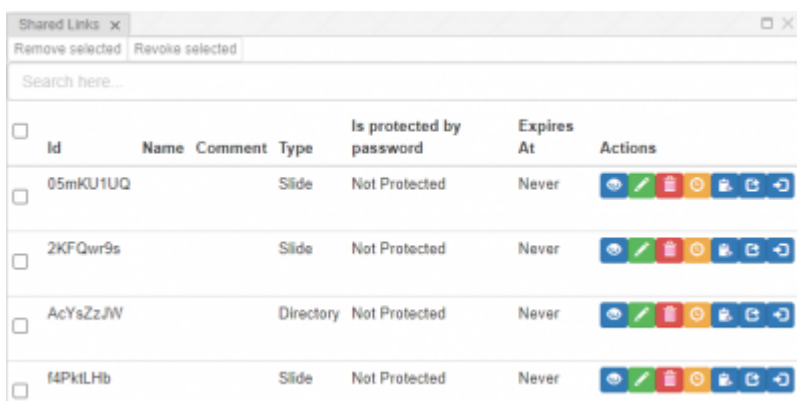 Shared Links
Remove selected Revoke selected
Search here...
Id Name Comment Type Is protected by password Expires At Actions
05mKU1UQ Slide Not Protected Never
2KFQwr9s Slide Not Protected Never
AcYsZzJW Directory Not Protected Never
f4PktLHb Slide Not Protected Never